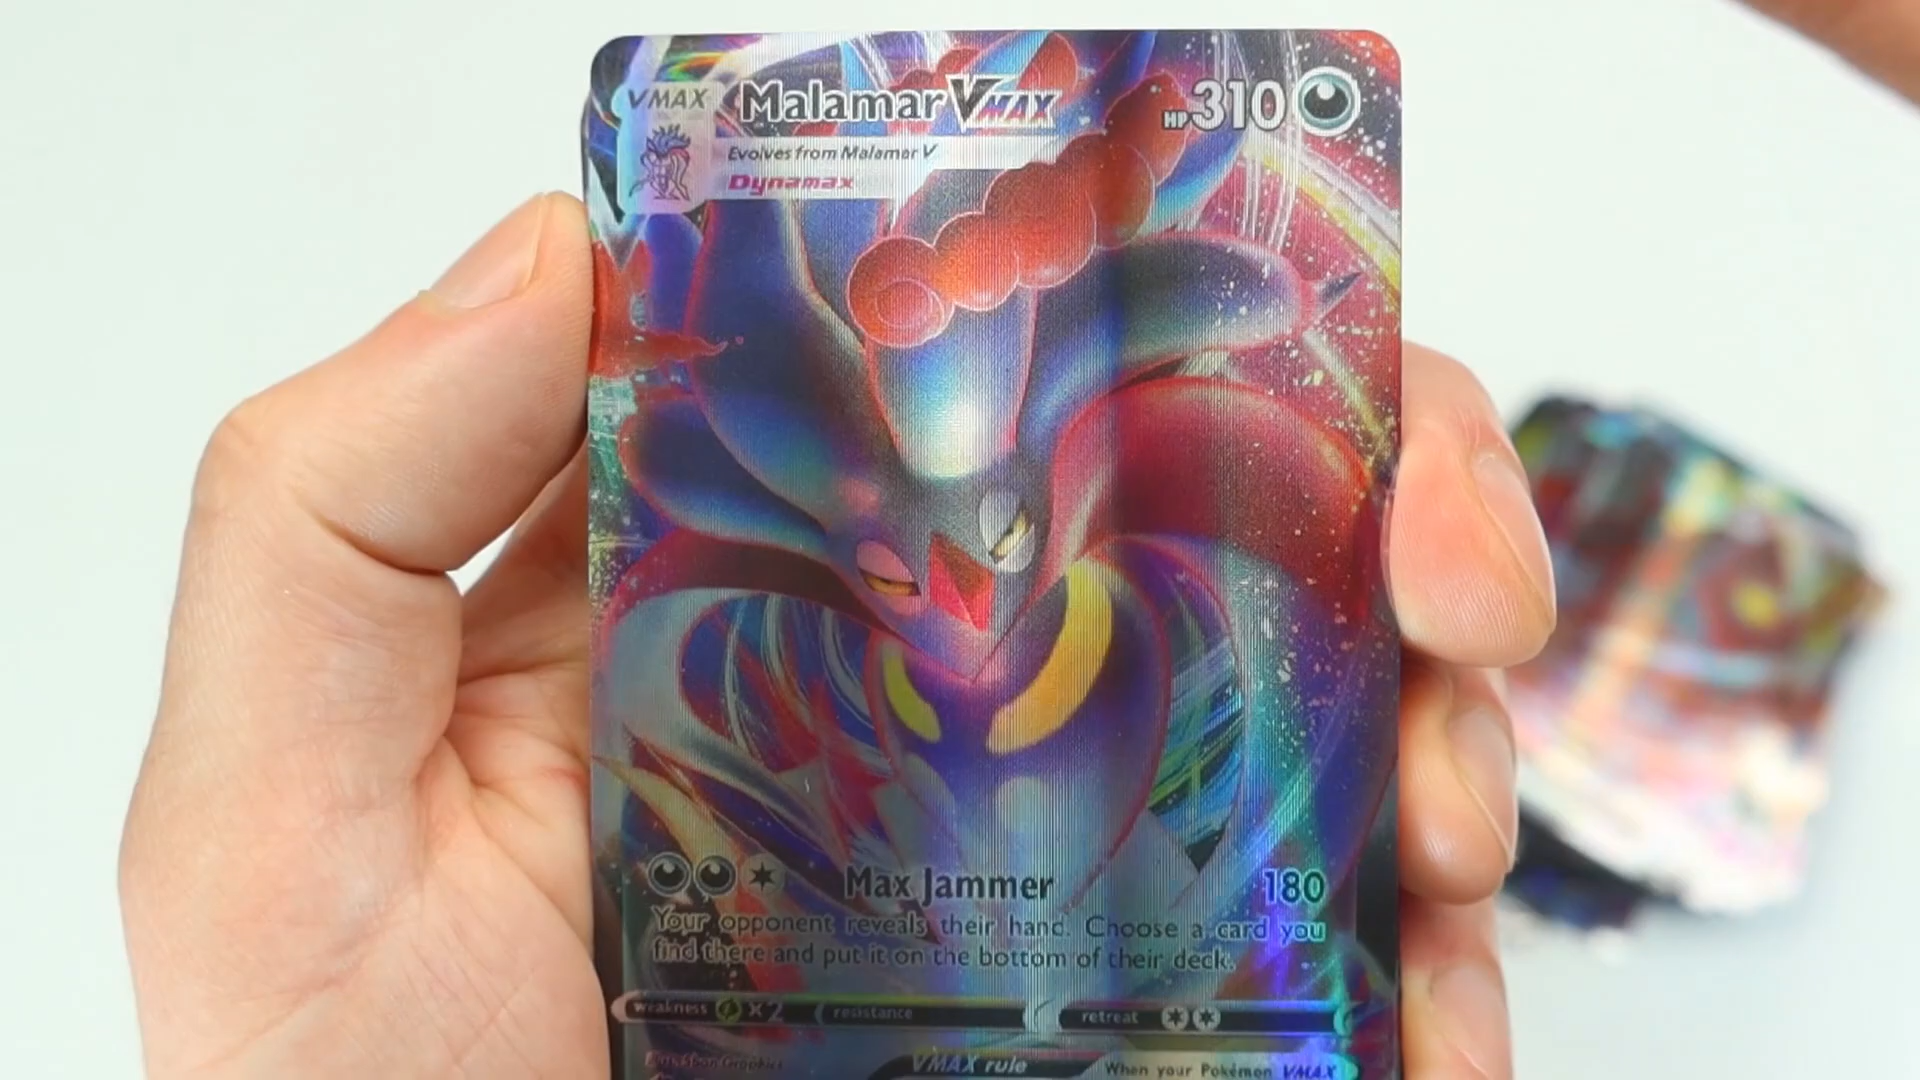 VMAX Malamar VMAX HP 310
Evolves from Malamar V
Dynamax
Max Jammer 180
Your opponent reveals their hand. Choose a card you
find there and put it on the bottom of their deck.
weakness x2 resistance retreat
VMAX rule When your Pokémon VMAX